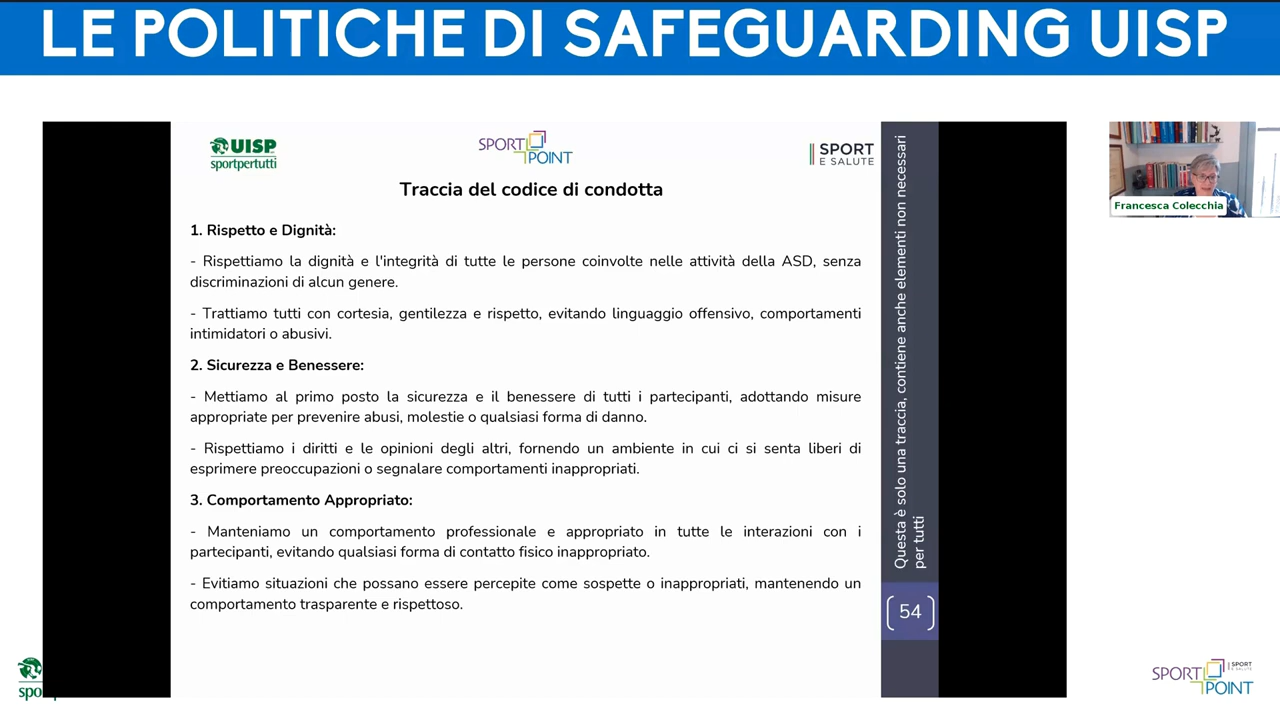 LE POLITICHE DI SAFEGUARDING UISP
UISP
sportpertutti
SPORT
POINT
SPORT
E SALUTE
Traccia del codice di condotta
1. Rispetto e Dignità:
- Rispettiamo la dignità e l'integrità di tutte le persone coinvolte nelle attività della ASD, senza
discriminazioni di alcun genere.
- Trattiamo tutti con cortesia, gentilezza e rispetto, evitando linguaggio offensivo, comportamenti
intimidatori o abusivi.
2. Sicurezza e Benessere:
- Mettiamo al primo posto la sicurezza e il benessere di tutti i partecipanti, adottando misure
appropriate per prevenire abusi, molestie o qualsiasi forma di danno.
- Rispettiamo i diritti e le opinioni degli altri, fornendo un ambiente in cui ci si senta liberi di
esprimere preoccupazioni o segnalare comportamenti inappropriati.
3. Comportamento Appropriato:
- Manteniamo un comportamento professionale e appropriato in tutte le interazioni con i
partecipanti, evitando qualsiasi forma di contatto fisico inappropriato.
- Evitiamo situazioni che possano essere percepite come sospette o inappropriati, mantenendo un
comportamento trasparente e rispettoso.
Questa è solo una traccia, contiene anche elementi non necessari
per tutti
54
Francesca Colecchia
spo
SPORT
POINT
SPORT
E SALUTE